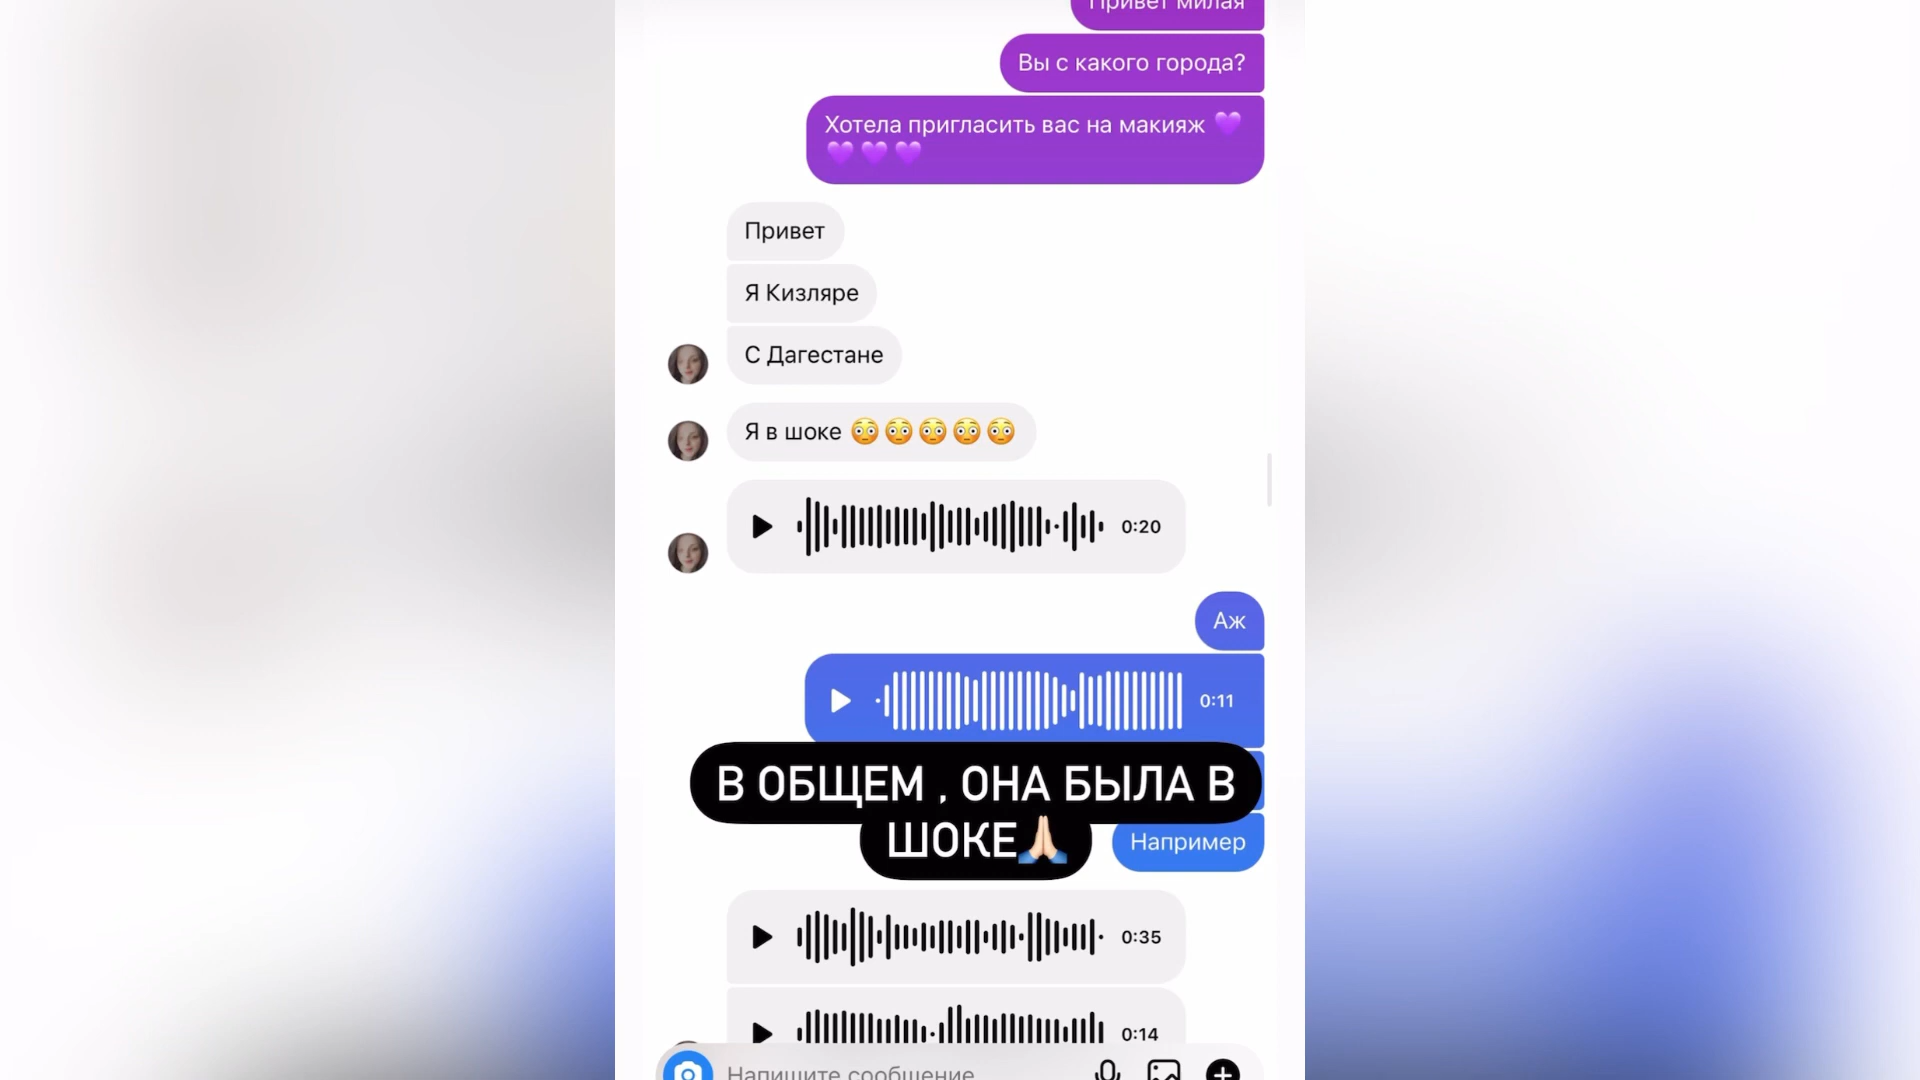 Привет милая
Вы с какого города?
Хотела пригласить вас на макияж 💜
💜💜💜
Привет
Я Кизляре
С Дагестане
Я в шоке 😳😳😳😳😳
0:20
Аж
0:11
В ОБЩЕМ , ОНА БЫЛА В
ШОКЕ🙏🏻
Например
0:35
0:14
Напишите сообщение